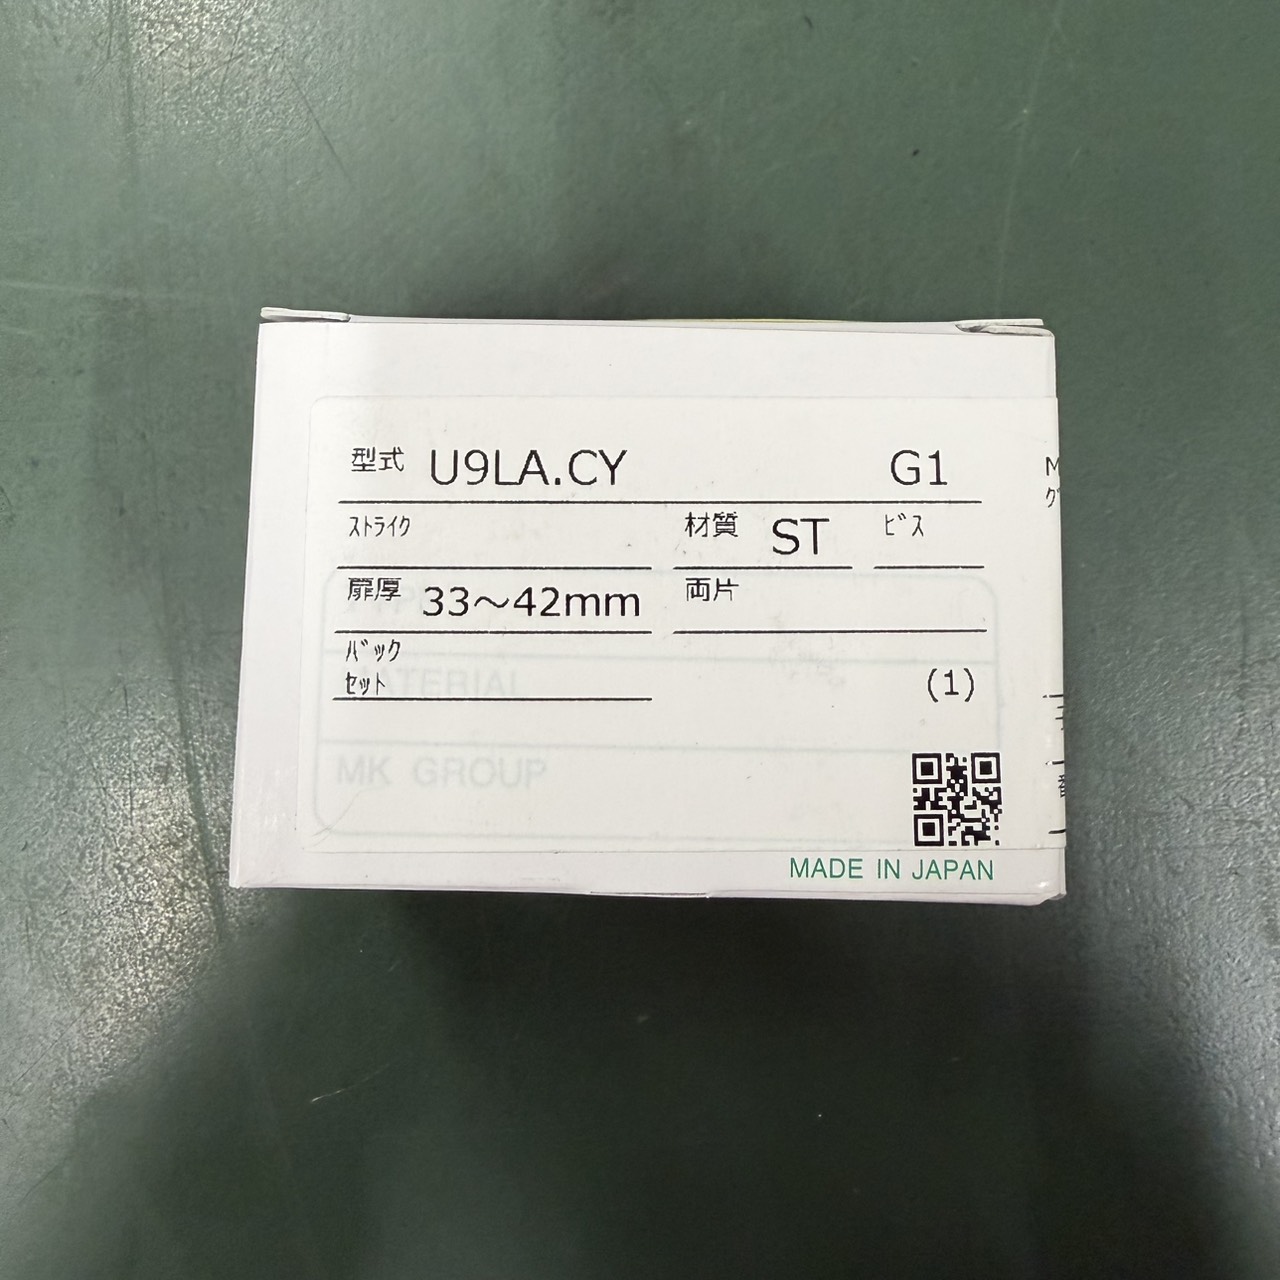 型式 U9LA.CY G1
ｽﾄﾗｲｸ 材質 ST ﾋﾞｽ
扉厚 33～42mm 両片
ﾊﾞｯｸ
ｾｯﾄ (1)
MATERIAL
MK GROUP
MADE IN JAPAN